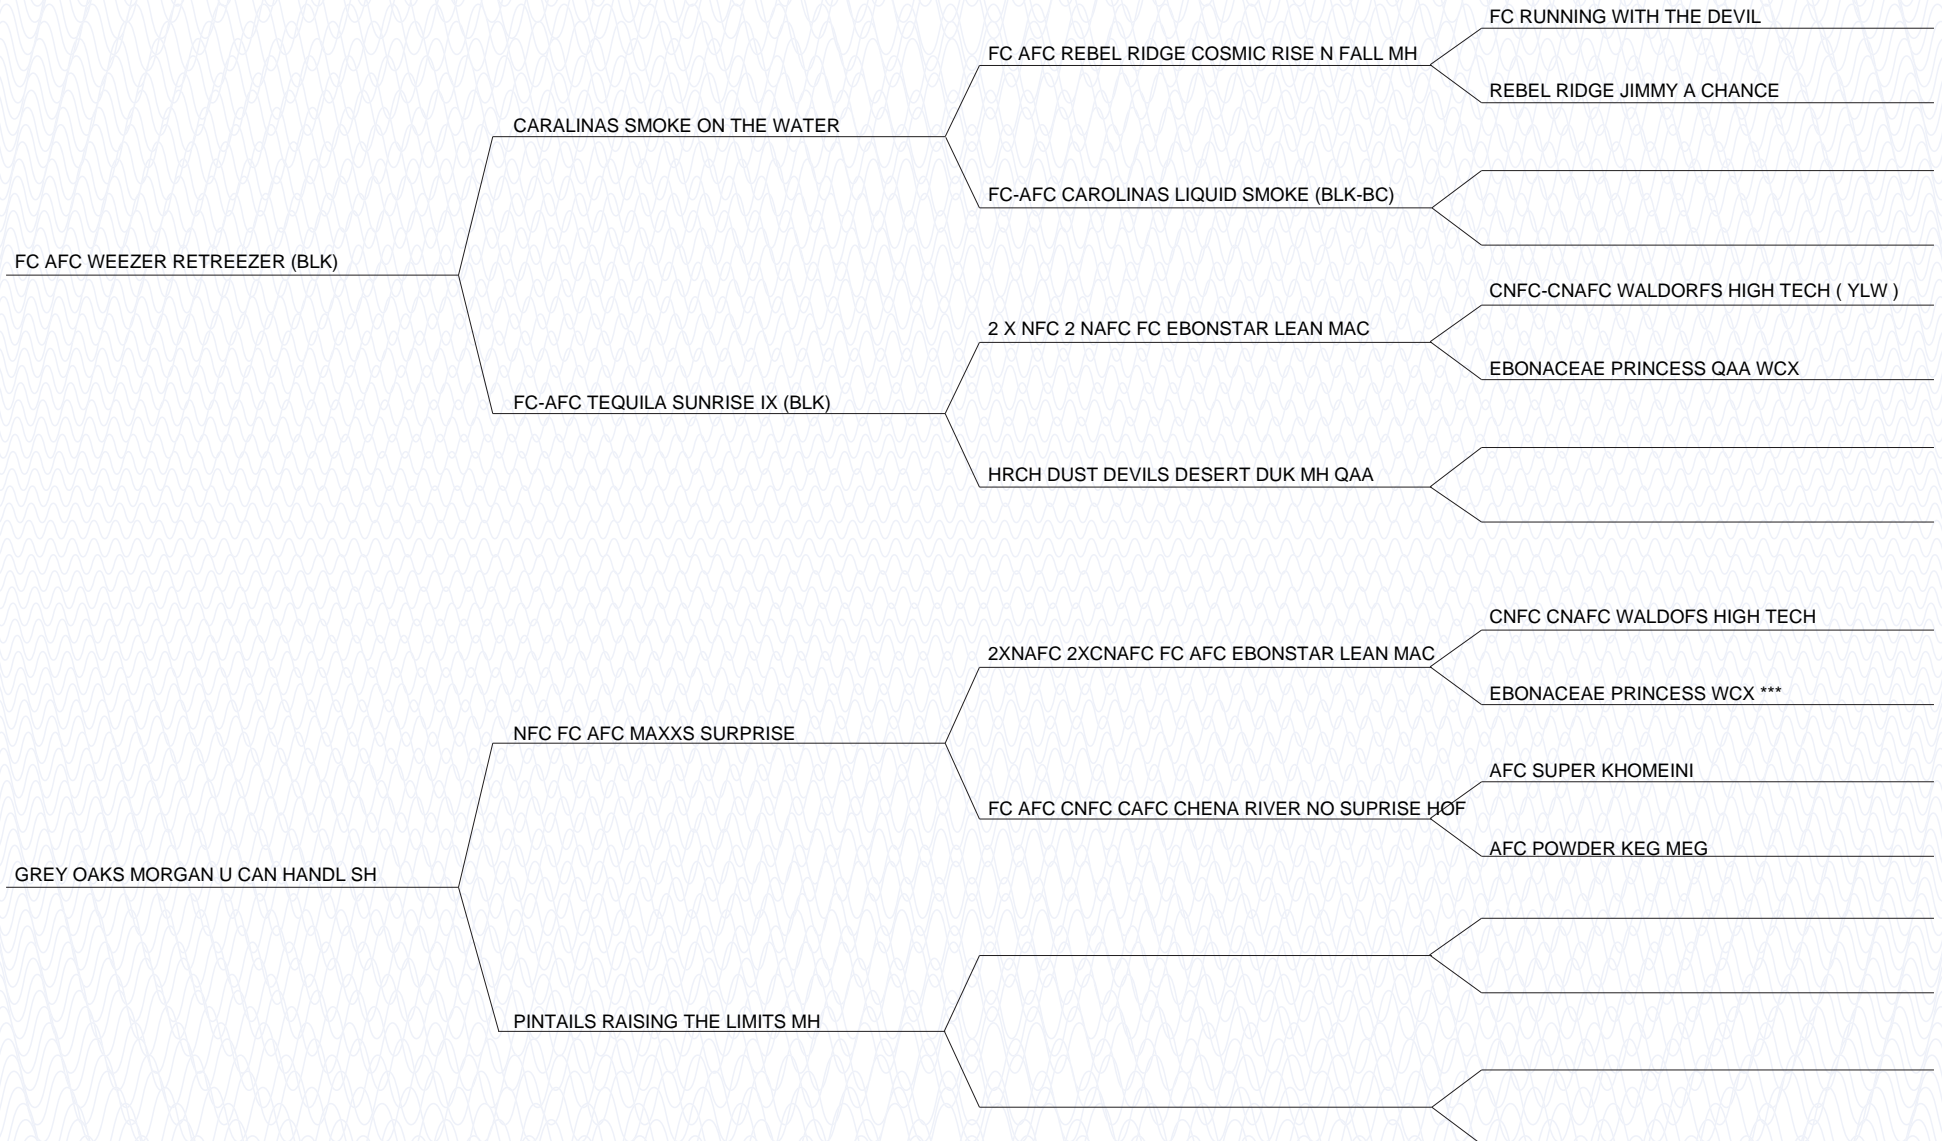 FC RUNNING WITH THE DEVIL
FC AFC REBEL RIDGE COSMIC RISE N FALL MH
REBEL RIDGE JIMMY A CHANCE
CARALINAS SMOKE ON THE WATER
FC-AFC CAROLINAS LIQUID SMOKE (BLK-BC)
FC AFC WEEZER RETREEZER (BLK)
CNFC-CNAFC WALDORFS HIGH TECH ( YLW )
2 X NFC 2 NAFC FC EBONSTAR LEAN MAC
EBONACEAE PRINCESS QAA WCX
FC-AFC TEQUILA SUNRISE IX (BLK)
HRCH DUST DEVILS DESERT DUK MH QAA
CNFC CNAFC WALDOFS HIGH TECH
2XNAFC 2XCNAFC FC AFC EBONSTAR LEAN MAC
EBONACEAE PRINCESS WCX ***
NFC FC AFC MAXXS SURPRISE
AFC SUPER KHOMEINI
FC AFC CNFC CAFC CHENA RIVER NO SUPRISE HOF
AFC POWDER KEG MEG
GREY OAKS MORGAN U CAN HANDL SH
PINTAILS RAISING THE LIMITS MH